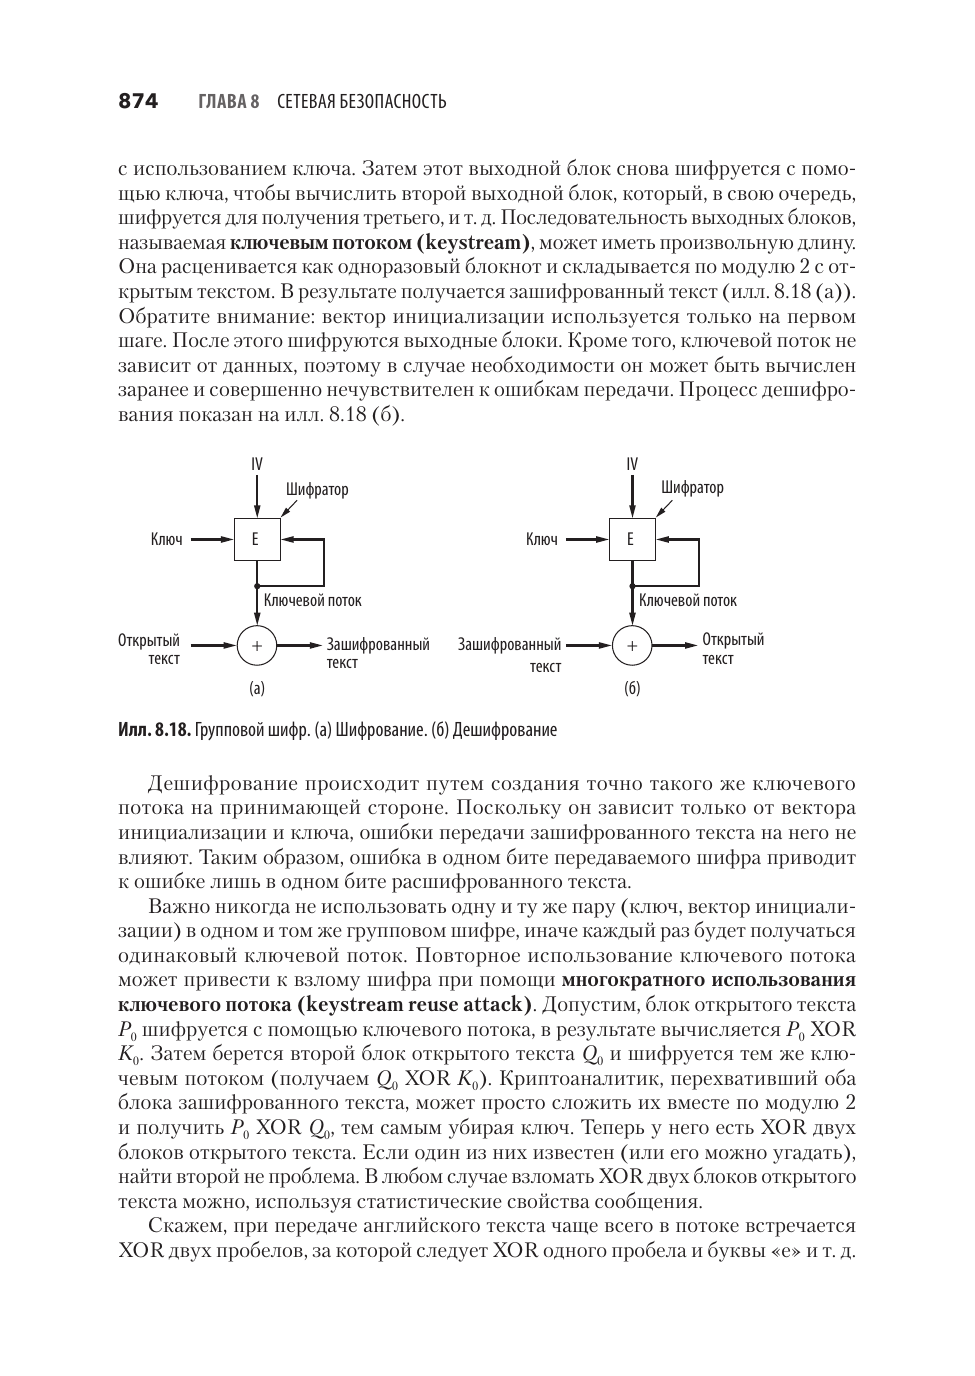 874 ГЛАВА 8 СЕТЕВАЯ БЕЗОПАСНОСТЬ
с использованием ключа. Затем этот выходной блок снова шифруется с помо-
щью ключа, чтобы вычислить второй выходной блок, который, в свою очередь,
шифруется для получения третьего, и т. д. Последовательность выходных блоков,
называемая ключевым потоком (keystream), может иметь произвольную длину.
Она расценивается как одноразовый блокнот и складывается по модулю 2 с от-
крытым текстом. В результате получается зашифрованный текст (илл. 8.18 (а)).
Обратите внимание: вектор инициализации используется только на первом
шаге. После этого шифруются выходные блоки. Кроме того, ключевой поток не
зависит от данных, поэтому в случае необходимости он может быть вычислен
заранее и совершенно нечувствителен к ошибкам передачи. Процесс дешифро-
вания показан на илл. 8.18 (б).
IV
Шифратор
Ключ
E
Ключевой поток
Открытый
текст
+
Зашифрованный
текст
(а)
IV
Шифратор
Ключ
E
Ключевой поток
Зашифрованный
текст
+
Открытый
текст
(б)
Илл. 8.18. Групповой шифр. (а) Шифрование. (б) Дешифрование
Дешифрование происходит путем создания точно такого же ключевого
потока на принимающей стороне. Поскольку он зависит только от вектора
инициализации и ключа, ошибки передачи зашифрованного текста на него не
влияют. Таким образом, ошибка в одном бите передаваемого шифра приводит
к ошибке лишь в одном бите расшифрованного текста.
Важно никогда не использовать одну и ту же пару (ключ, вектор инициали-
зации) в одном и том же групповом шифре, иначе каждый раз будет получаться
одинаковый ключевой поток. Повторное использование ключевого потока
может привести к взлому шифра при помощи многократного использования
ключевого потока (keystream reuse attack). Допустим, блок открытого текста
P₀ шифруется с помощью ключевого потока, в результате вычисляется P₀ XOR
K₀. Затем берется второй блок открытого текста Q₀ и шифруется тем же клю-
чевым потоком (получаем Q₀ XOR K₀). Криптоаналитик, перехвативший оба
блока зашифрованного текста, может просто сложить их вместе по модулю 2
и получить P₀ XOR Q₀, тем самым убирая ключ. Теперь у него есть XOR двух
блоков открытого текста. Если один из них известен (или его можно угадать),
найти второй не проблема. В любом случае взломать XOR двух блоков открытого
текста можно, используя статистические свойства сообщения.
Скажем, при передаче английского текста чаще всего в потоке встречается
XOR двух пробелов, за которой следует XOR одного пробела и буквы «e» и т. д.